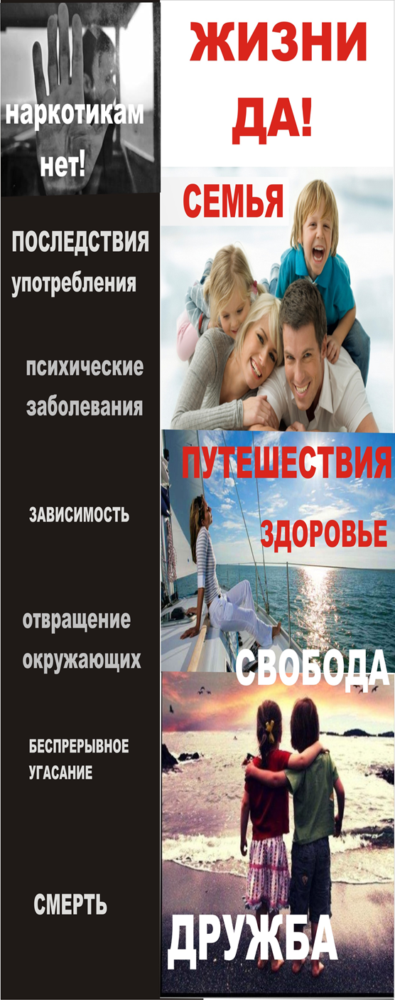 наркотикам
нет!
ПОСЛЕДСТВИЯ
употребления
психические
заболевания
ЗАВИСИМОСТЬ
отвращение
окружающих
БЕСПРЕРЫВНОЕ
УГАСАНИЕ
СМЕРТЬ
ЖИЗНИ
ДА!
СЕМЬЯ
ПУТЕШЕСТВИЯ
ЗДОРОВЬЕ
СВОБОДА
ДРУЖБА